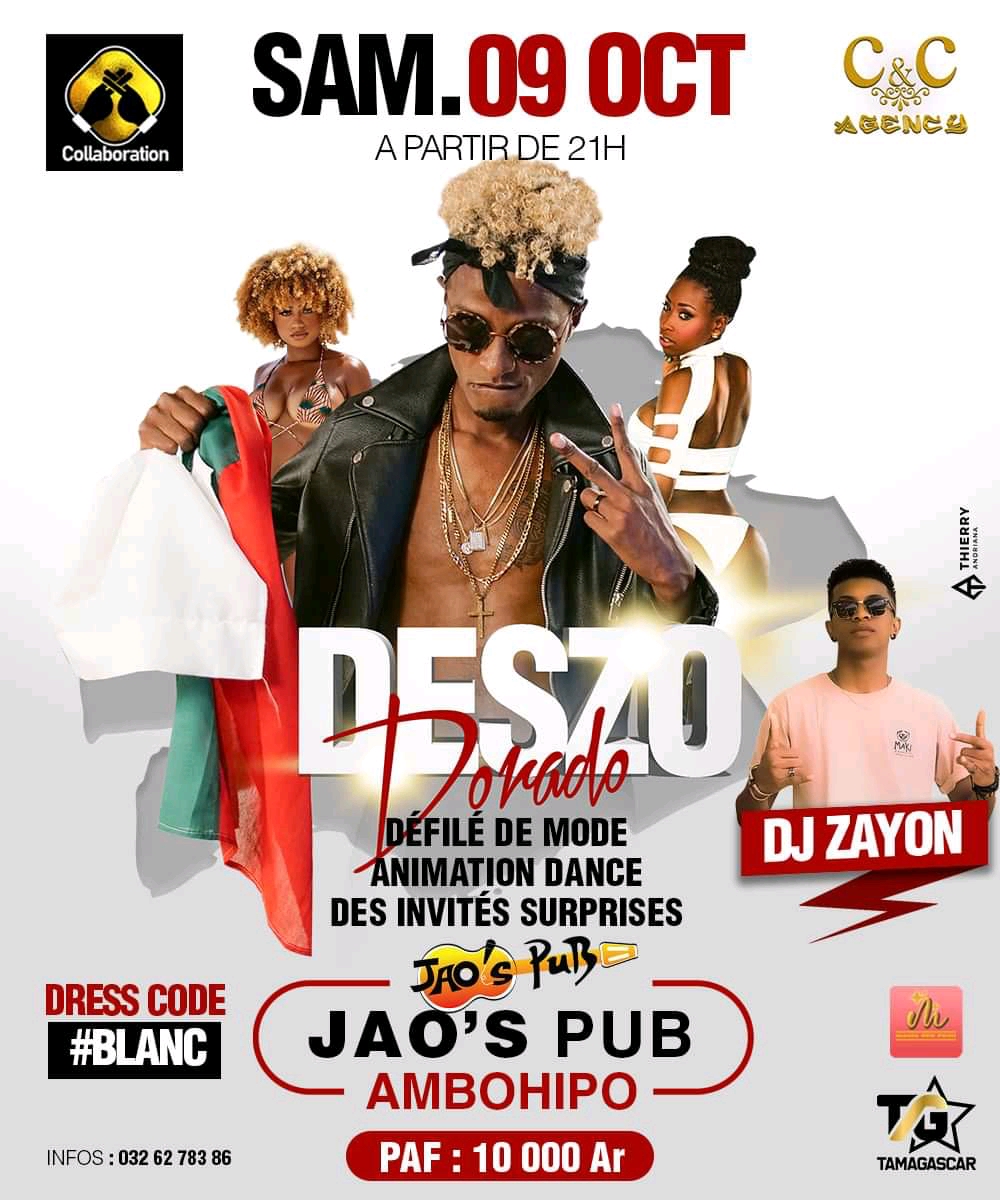 Collaboration
SAM.09 OCT
A PARTIR DE 21H
C&C
AGENCY
THIERRY
ANDRIANA
MAKI
DESZO
Dorado
DJ ZAYON
DÉFILÉ DE MODE
ANIMATION DANCE
DES INVITÉS SURPRISES
JAO'S PUB
DRESS CODE
#BLANC
JAO'S PUB
AMBOHIPO
INFOS : 032 62 783 86
PAF : 10 000 Ar
M
TG
TAMAGASCAR